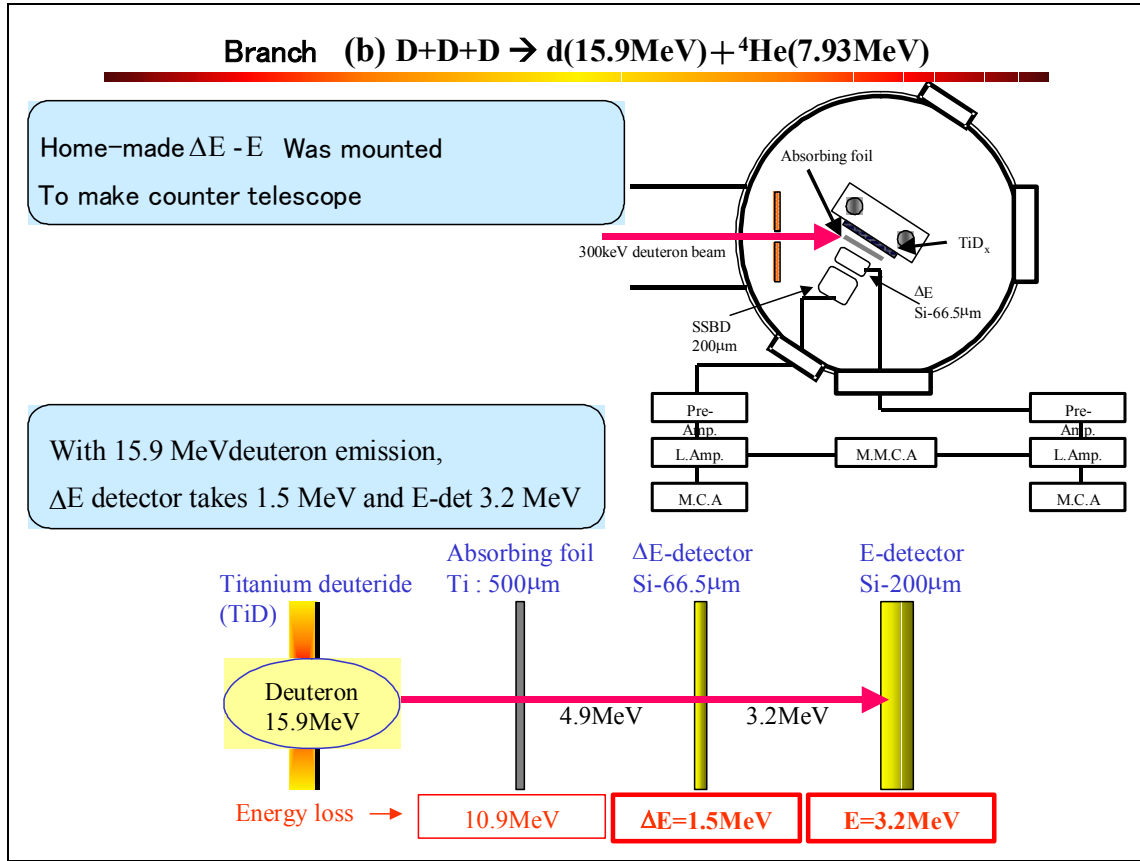 Branch (b) D+D+D → d(15.9MeV)+⁴He(7.93MeV)
Home-made ΔE - E Was mounted
To make counter telescope
Absorbing foil
300keV deuteron beam
TiDₓ
ΔE
Si-66.5μm
SSBD
200μm
Pre-
Amp.
L.Amp.
M.C.A
M.M.C.A
Pre-
Amp.
L.Amp.
M.C.A
With 15.9 MeVdeuteron emission,
ΔE detector takes 1.5 MeV and E-det 3.2 MeV
Titanium deuteride
(TiD)
Absorbing foil
Ti : 500μm
ΔE-detector
Si-66.5μm
E-detector
Si-200μm
Deuteron
15.9MeV
4.9MeV
3.2MeV
Energy loss →
10.9MeV
ΔE=1.5MeV
E=3.2MeV